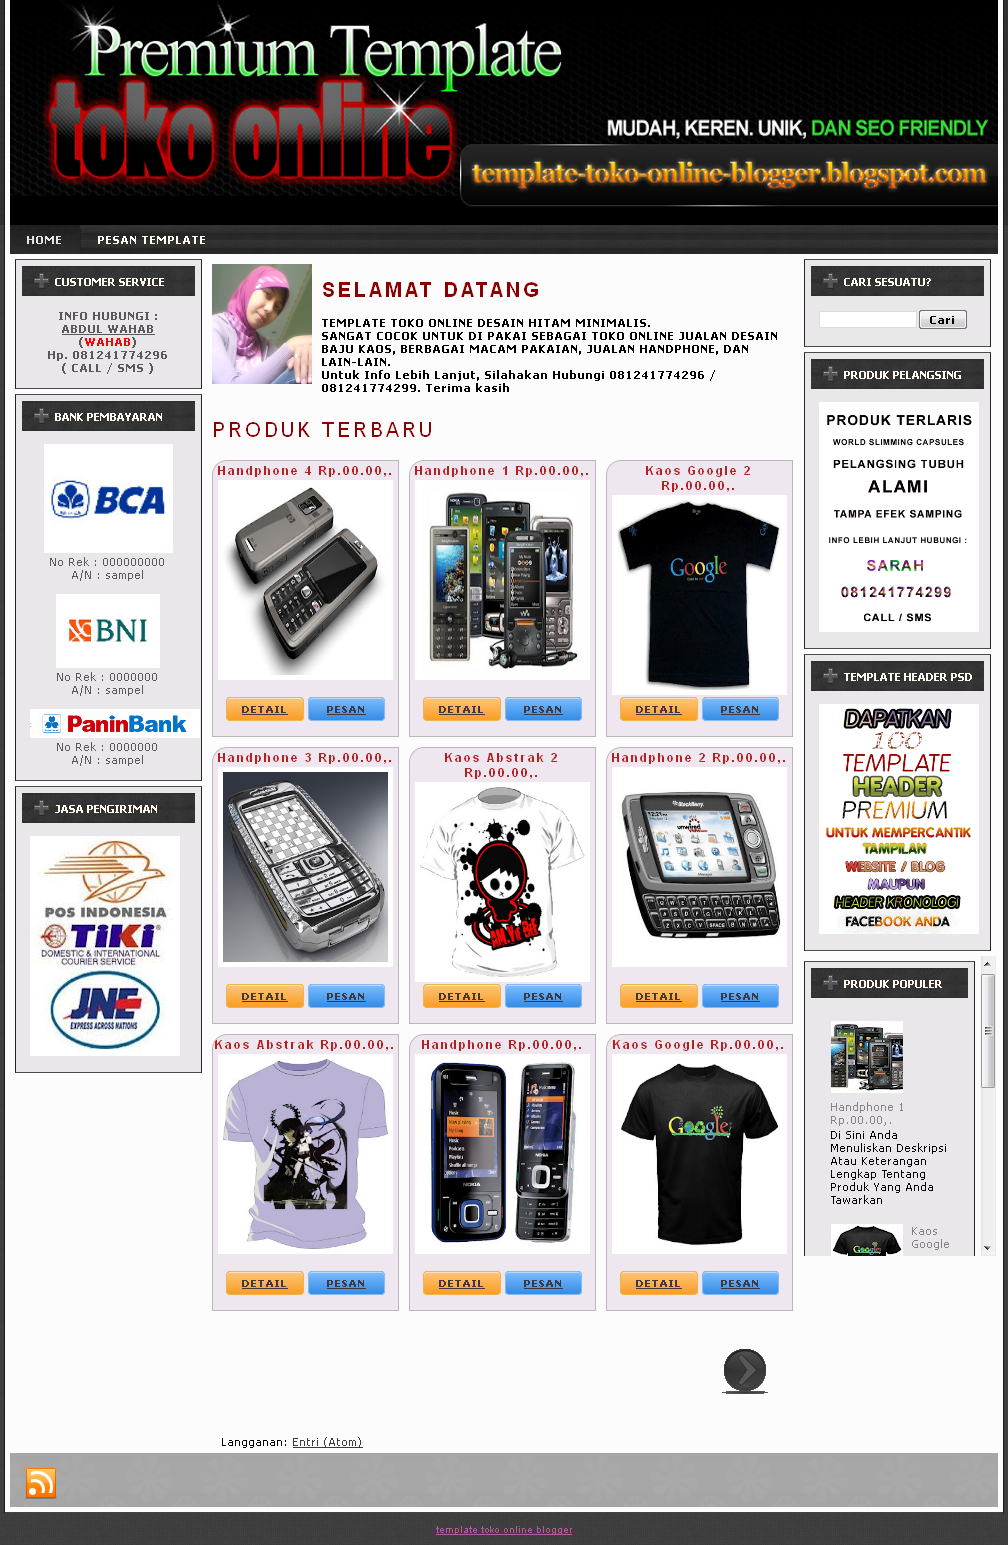 Premium Template
toko online
MUDAH, KEREN. UNIK, DAN SEO FRIENDLY
template-toko-online-blogger.blogspot.com
HOME
PESAN TEMPLATE
CUSTOMER SERVICE
INFO HUBUNGI :
ABDUL WAHAB
(WAHAB)
Hp. 081241774296
( CALL / SMS )
BANK PEMBAYARAN
BCA
No Rek : 000000000
A/N : sampel
BNI
No Rek : 0000000
A/N : sampel
PaninBank
No Rek : 0000000
A/N : sampel
JASA PENGIRIMAN
POS INDONESIA
TiKi
DOMESTIC & INTERNATIONAL
COURIER SERVICE
JNE
EXPRESS ACROSS NATIONS
SELAMAT DATANG
TEMPLATE TOKO ONLINE DESAIN HITAM MINIMALIS.
SANGAT COCOK UNTUK DI PAKAI SEBAGAI TOKO ONLINE JUALAN DESAIN
BAJU KAOS, BERBAGAI MACAM PAKAIAN, JUALAN HANDPHONE, DAN
LAIN-LAIN.
Untuk Info Lebih Lanjut, Silahakan Hubungi 081241774296 /
081241774299. Terima kasih
PRODUK TERBARU
Handphone 4 Rp.00.00,.
DETAIL
PESAN
Handphone 1 Rp.00.00,.
DETAIL
PESAN
Kaos Google 2
Rp.00.00,.
Google
DETAIL
PESAN
Handphone 3 Rp.00.00,.
DETAIL
PESAN
Kaos Abstrak 2
Rp.00.00,.
DETAIL
PESAN
Handphone 2 Rp.00.00,.
BlackBerry
DETAIL
PESAN
Kaos Abstrak Rp.00.00,.
DETAIL
PESAN
Handphone Rp.00.00,.
NOKIA
DETAIL
PESAN
Kaos Google Rp.00.00,.
Google
DETAIL
PESAN
Langganan: Entri (Atom)
CARI SESUATU?
Cari
PRODUK PELANGSING
PRODUK TERLARIS
WORLD SLIMMING CAPSULES
PELANGSING TUBUH
ALAMI
TAMPA EFEK SAMPING
INFO LEBIH LANJUT HUBUNGI :
SARAH
081241774299
CALL / SMS
TEMPLATE HEADER PSD
DAPATKAN
100
TEMPLATE
HEADER
PREMIUM
UNTUK MEMPERCANTIK
TAMPILAN
WEBSITE / BLOG
MAUPUN
HEADER KRONOLOGI
FACEBOOK ANDA
PRODUK POPULER
Handphone 1
Rp.00.00,.
Di Sini Anda
Menuliskan Deskripsi
Atau Keterangan
Lengkap Tentang
Produk Yang Anda
Tawarkan
Kaos
Google
template toko online blogger